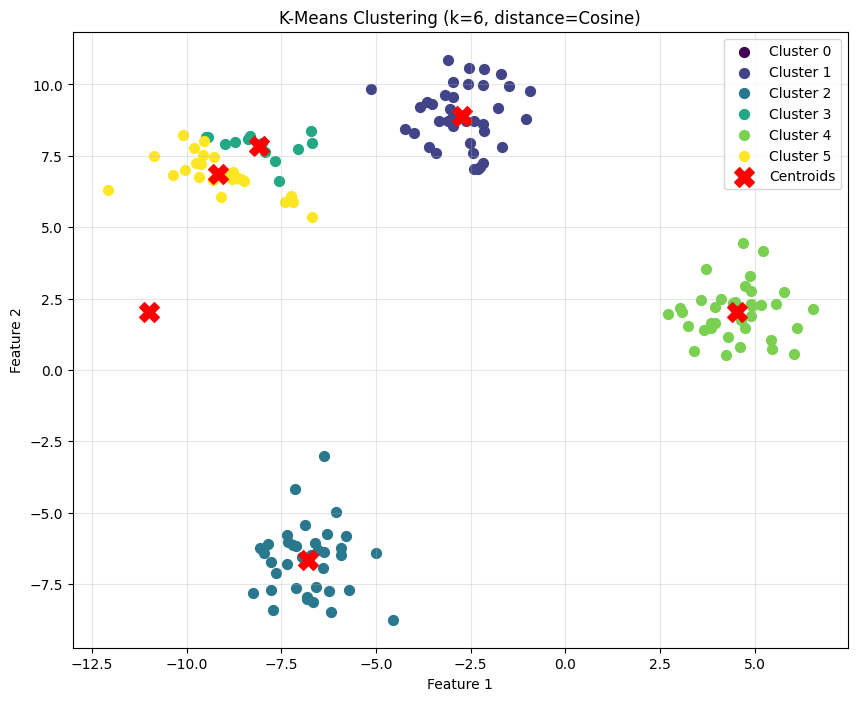 K-Means Clustering (k=6, distance=Cosine)
Cluster 0
Cluster 1
Cluster 2
Cluster 3
Cluster 4
Cluster 5
Centroids
Feature 2
10.0
7.5
5.0
2.5
0.0
−2.5
−5.0
−7.5
−12.5 −10.0 −7.5 −5.0 −2.5 0.0 2.5 5.0
Feature 1